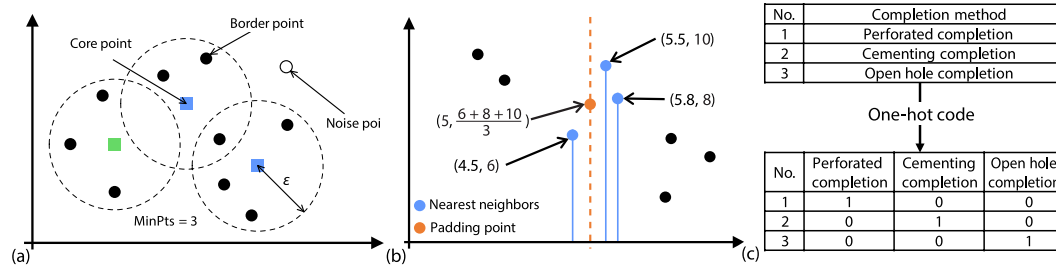 Core point
Border point
Noise poi
ε
MinPts = 3
(a)
(5.5, 10)
(5.8, 8)
(5, 6 + 8 + 10 / 3)
(4.5, 6)
Nearest neighbors
Padding point
(b)
No. Completion method
1 Perforated completion
2 Cementing completion
3 Open hole completion
One-hot code
No. Perforated completion Cementing completion Open hole completion
1 1 0 0
2 0 1 0
3 0 0 1
(c)